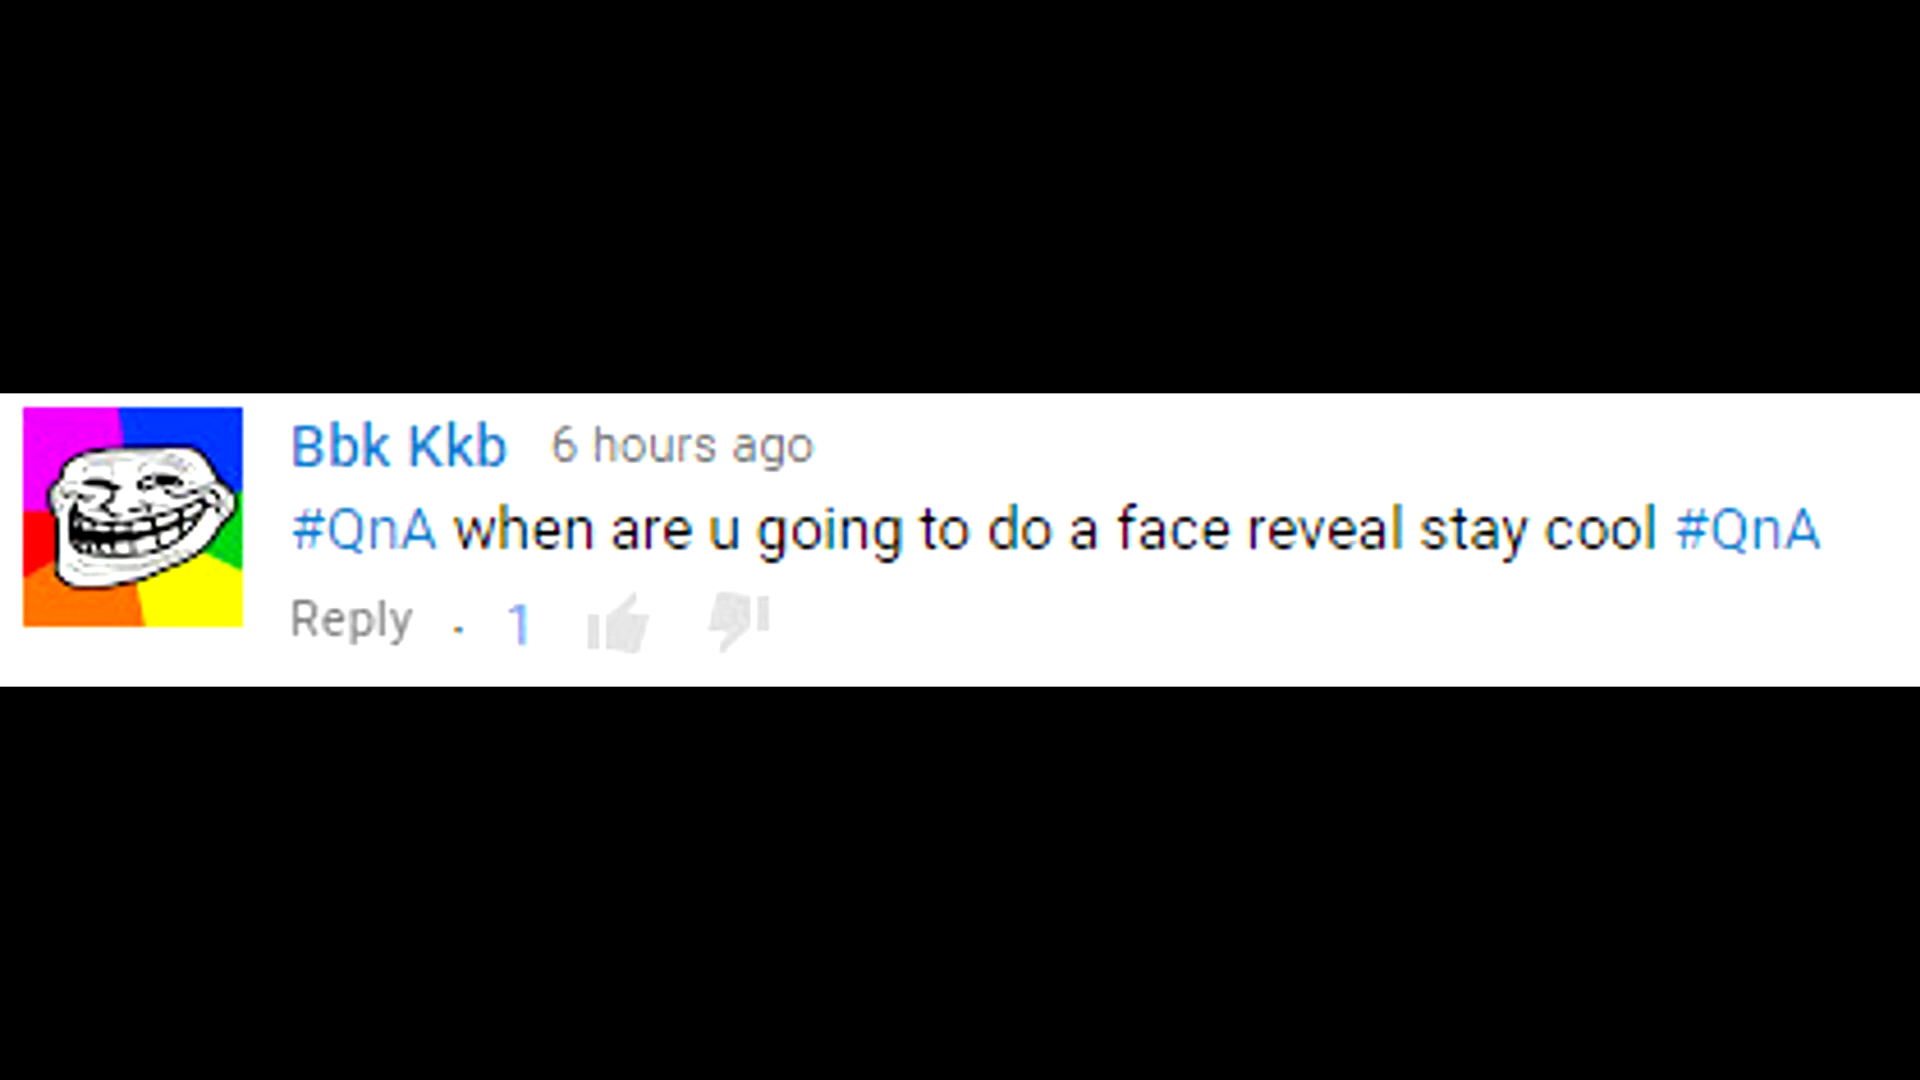 Bbk Kkb 6 hours ago
#QnA when are u going to do a face reveal stay cool #QnA
Reply · 1